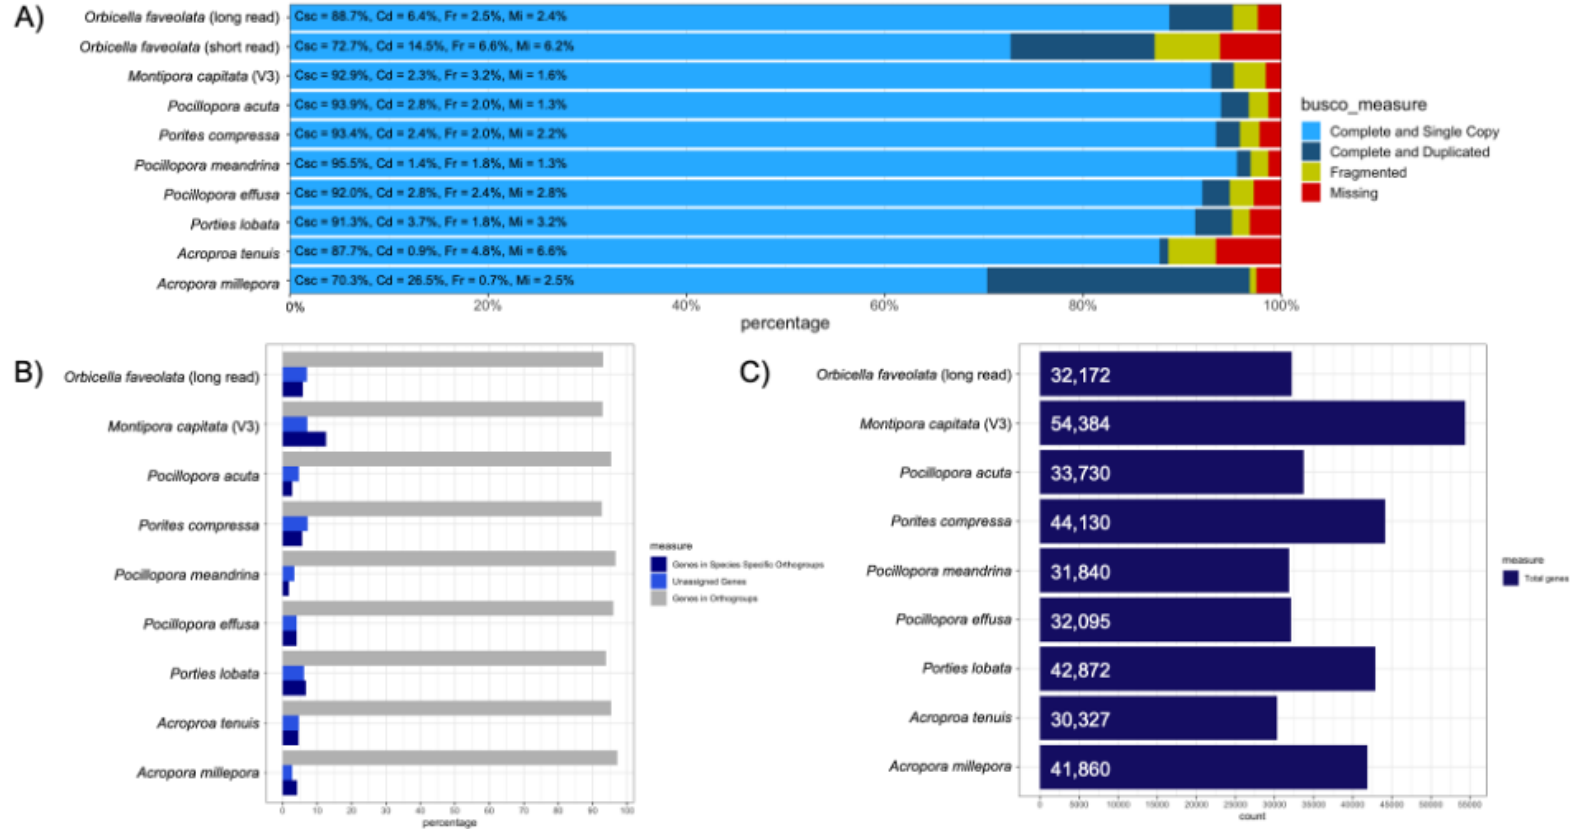 A)
Orbicella faveolata (long read) Csc = 88.7%, Cd = 6.4%, Fr = 2.5%, Mi = 2.4%
Orbicella faveolata (short read) Csc = 72.7%, Cd = 14.5%, Fr = 6.6%, Mi = 6.2%
Montipora capitata (V3) Csc = 92.9%, Cd = 2.3%, Fr = 3.2%, Mi = 1.6%
Pocillopora acuta Csc = 93.9%, Cd = 2.8%, Fr = 2.0%, Mi = 1.3%
Porites compressa Csc = 93.4%, Cd = 2.4%, Fr = 2.0%, Mi = 2.2%
Pocillopora meandrina Csc = 95.5%, Cd = 1.4%, Fr = 1.8%, Mi = 1.3%
Pocillopora effusa Csc = 92.0%, Cd = 2.8%, Fr = 2.4%, Mi = 2.8%
Porties lobata Csc = 91.3%, Cd = 3.7%, Fr = 1.8%, Mi = 3.2%
Acroproa tenuis Csc = 87.7%, Cd = 0.9%, Fr = 4.8%, Mi = 6.6%
Acropora millepora Csc = 70.3%, Cd = 26.5%, Fr = 0.7%, Mi = 2.5%
0% 20% 40% 60% 80% 100%
percentage
busco_measure
Complete and Single Copy
Complete and Duplicated
Fragmented
Missing
B)
Orbicella faveolata (long read)
Montipora capitata (V3)
Pocillopora acuta
Porites compressa
Pocillopora meandrina
Pocillopora effusa
Porties lobata
Acroproa tenuis
Acropora millepora
0 10 20 30 40 50 60 70 80 90 100
percentage
measure
Genes in Species Specific Orthogroups
Unassigned Genes
Genes in Orthogroups
C)
Orbicella faveolata (long read) 32,172
Montipora capitata (V3) 54,384
Pocillopora acuta 33,730
Porites compressa 44,130
Pocillopora meandrina 31,840
Pocillopora effusa 32,095
Porties lobata 42,872
Acroproa tenuis 30,327
Acropora millepora 41,860
0 5000 10000 15000 20000 25000 30000 35000 40000 45000 50000 55000
count
measure
Total genes